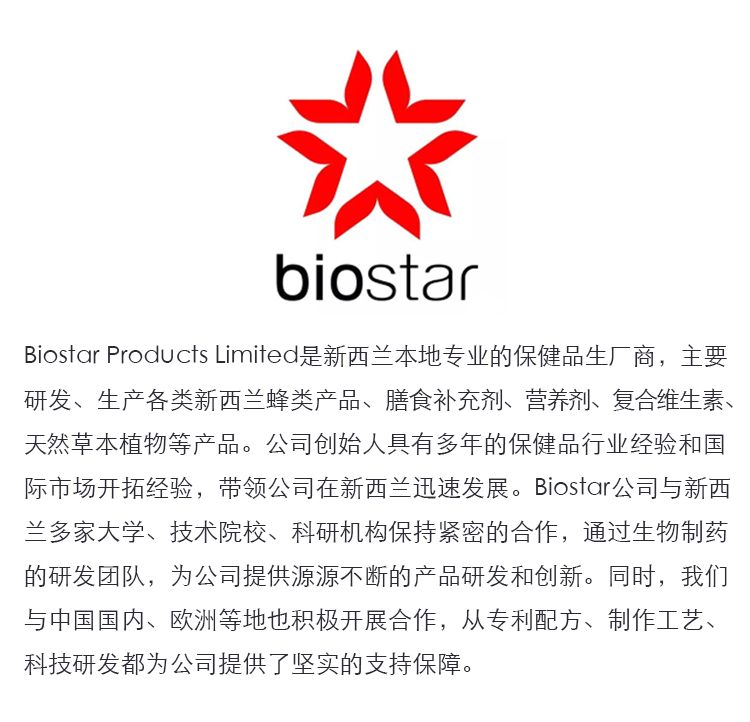 biostar
Biostar Products Limited是新西兰本地专业的保健品生厂商，主要
研发、生产各类新西兰蜂类产品、膳食补充剂、营养剂、复合维生素、
天然草本植物等产品。公司创始人具有多年的保健品行业经验和国
际市场开拓经验，带领公司在新西兰迅速发展。Biostar公司与新西
兰多家大学、技术院校、科研机构保持紧密的合作，通过生物制药
的研发团队，为公司提供源源不断的产品研发和创新。同时，我们
与中国国内、欧洲等地也积极开展合作，从专利配方、制作工艺、
科技研发都为公司提供了坚实的支持保障。